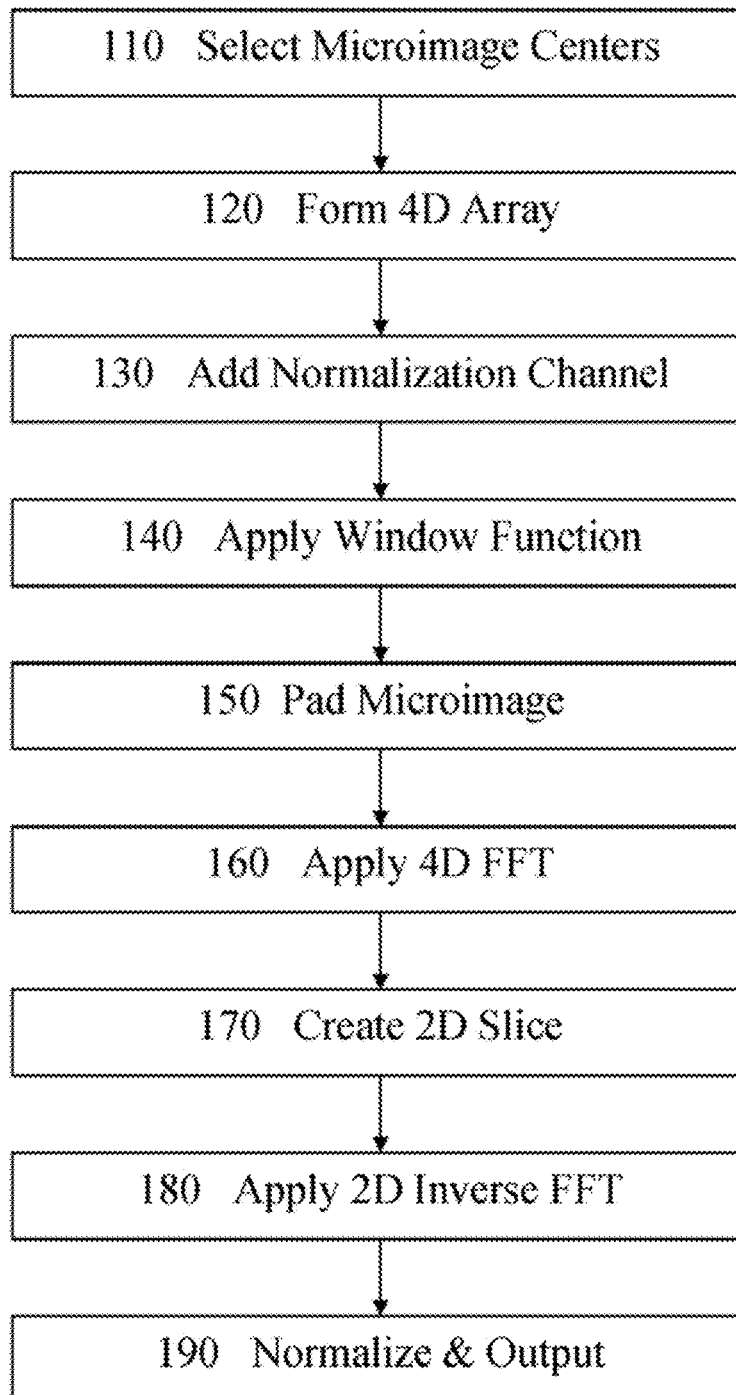 110 Select Microimage Centers
120 Form 4D Array
130 Add Normalization Channel
140 Apply Window Function
150 Pad Microimage
160 Apply 4D FFT
170 Create 2D Slice
180 Apply 2D Inverse FFT
190 Normalize & Output